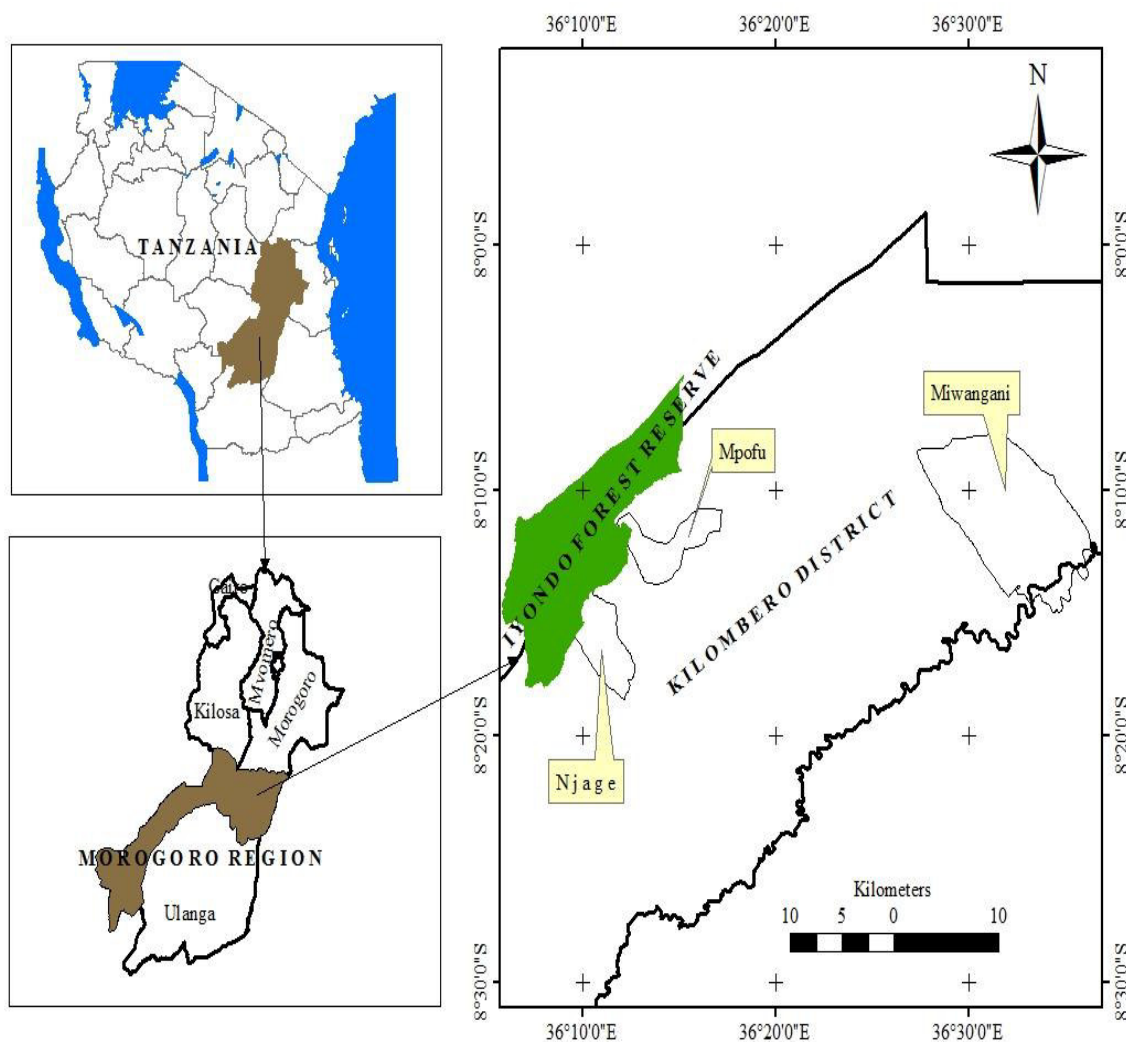 TANZANIA
Gairo
Mvomero
Kilosa
Morogoro
MOROGORO REGION
Ulanga
36°10'0"E
36°20'0"E
36°30'0"E
N
8°0'0"S
8°0'0"S
Miwangani
IYONDO FOREST RESERVE
Mpofu
8°10'0"S
8°10'0"S
KILOMBERO DISTRICT
8°20'0"S
8°20'0"S
Njage
Kilometers
10 5 0 10
8°30'0"S
8°30'0"S
36°10'0"E
36°20'0"E
36°30'0"E